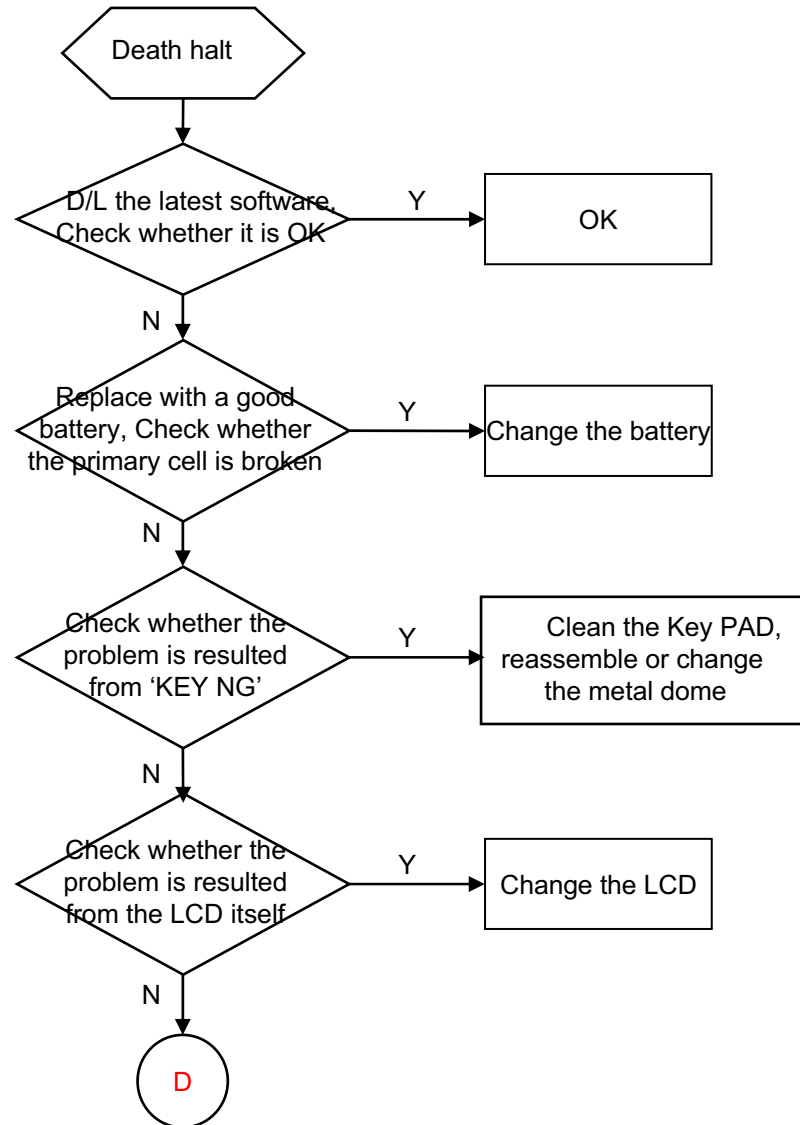 Death halt
D/L the latest software,
Check whether it is OK
Y
OK
N
Replace with a good
battery, Check whether
the primary cell is broken
Y
Change the battery
N
Check whether the
problem is resulted
from ‘KEY NG’
Y
Clean the Key PAD,
reassemble or change
the metal dome
N
Check whether the
problem is resulted
from the LCD itself
Y
Change the LCD
N
D